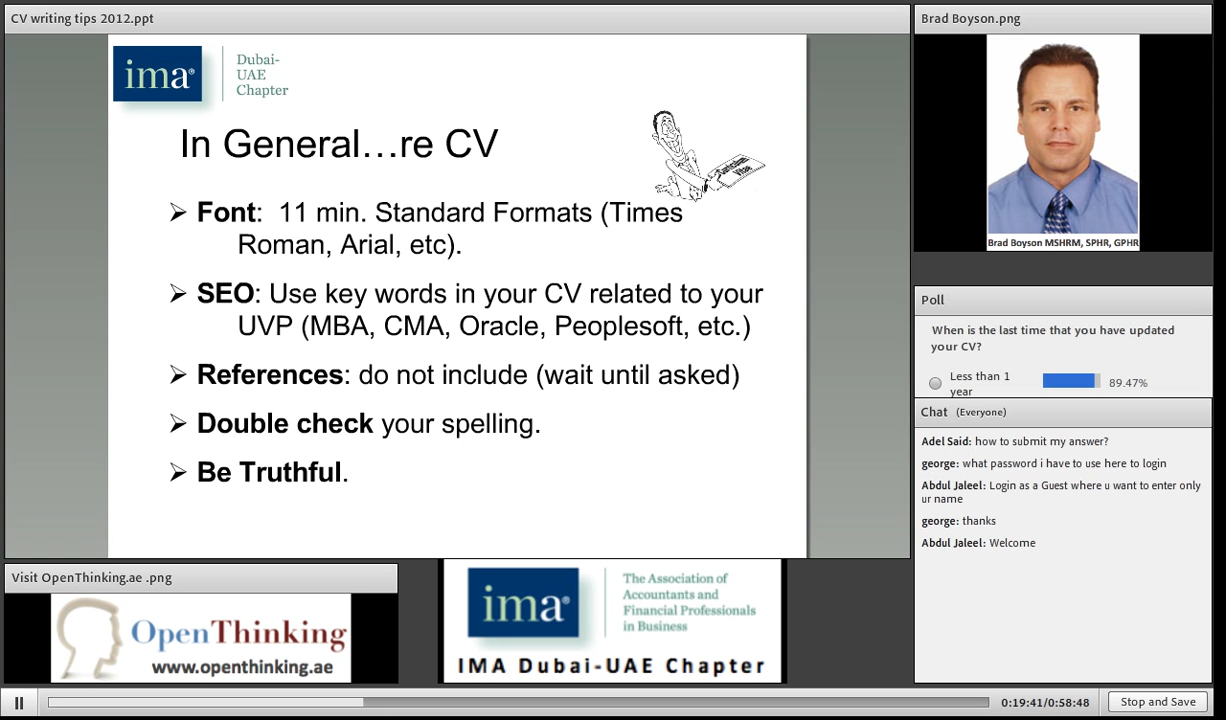 CV writing tips 2012.ppt
ima®
Dubai-
UAE
Chapter
In General…re CV
Curriculum
Vitae
➢ Font: 11 min. Standard Formats (Times
Roman, Arial, etc).
➢ SEO: Use key words in your CV related to your
UVP (MBA, CMA, Oracle, Peoplesoft, etc.)
➢ References: do not include (wait until asked)
➢ Double check your spelling.
➢ Be Truthful.
Brad Boyson.png
Brad Boyson MSHRM, SPHR, GPHR
Poll
When is the last time that you have updated
your CV?
Less than 1
year
89.47%
Chat (Everyone)
Adel Said: how to submit my answer?
george: what password i have to use here to login
Abdul Jaleel: Login as a Guest where u want to enter only
ur name
george: thanks
Abdul Jaleel: Welcome
Visit OpenThinking.ae .png
OpenThinking
www.openthinking.ae
ima®
The Association of
Accountants and
Financial Professionals
in Business
IMA Dubai-UAE Chapter
0:19:41/0:58:48
Stop and Save